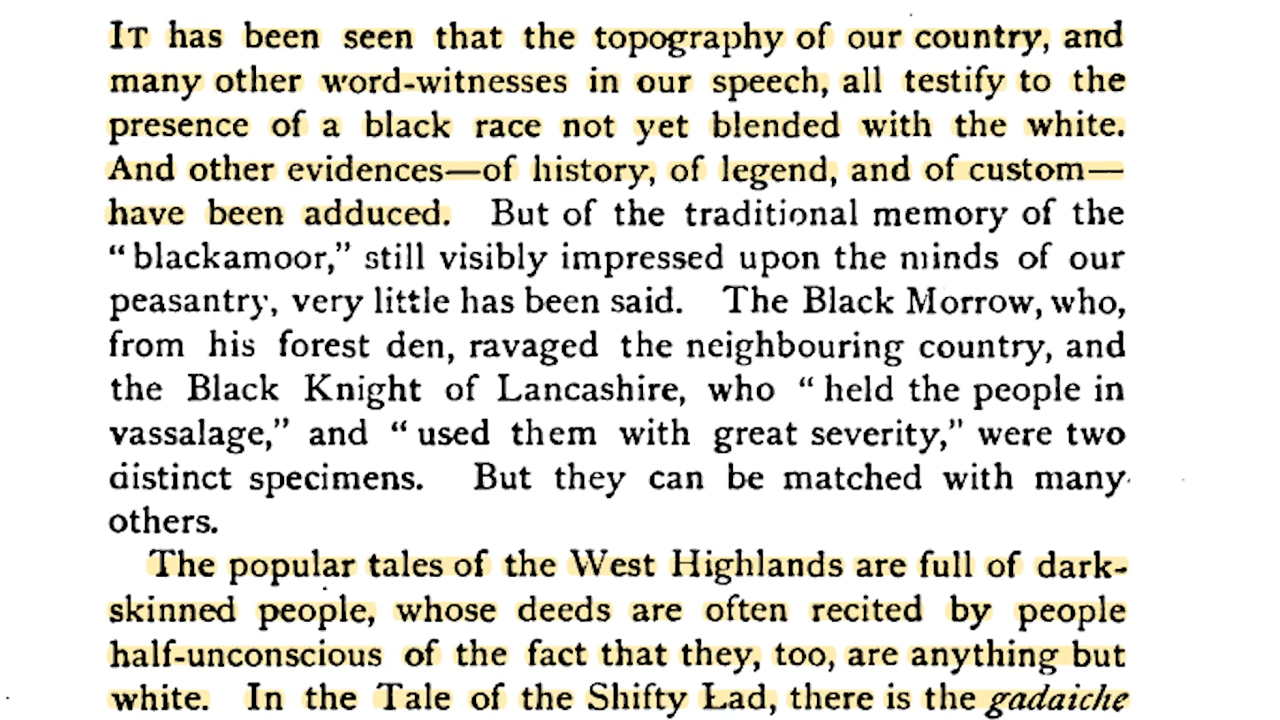 IT has been seen that the topography of our country, and
many other word-witnesses in our speech, all testify to the
presence of a black race not yet blended with the white.
And other evidences—of history, of legend, and of custom—
have been adduced. But of the traditional memory of the
“blackamoor,” still visibly impressed upon the minds of our
peasantry, very little has been said. The Black Morrow, who,
from his forest den, ravaged the neighbouring country, and
the Black Knight of Lancashire, who “held the people in
vassalage,” and “used them with great severity,” were two
distinct specimens. But they can be matched with many
others.
The popular tales of the West Highlands are full of dark-
skinned people, whose deeds are often recited by people
half-unconscious of the fact that they, too, are anything but
white. In the Tale of the Shifty Lad, there is the gadaiche